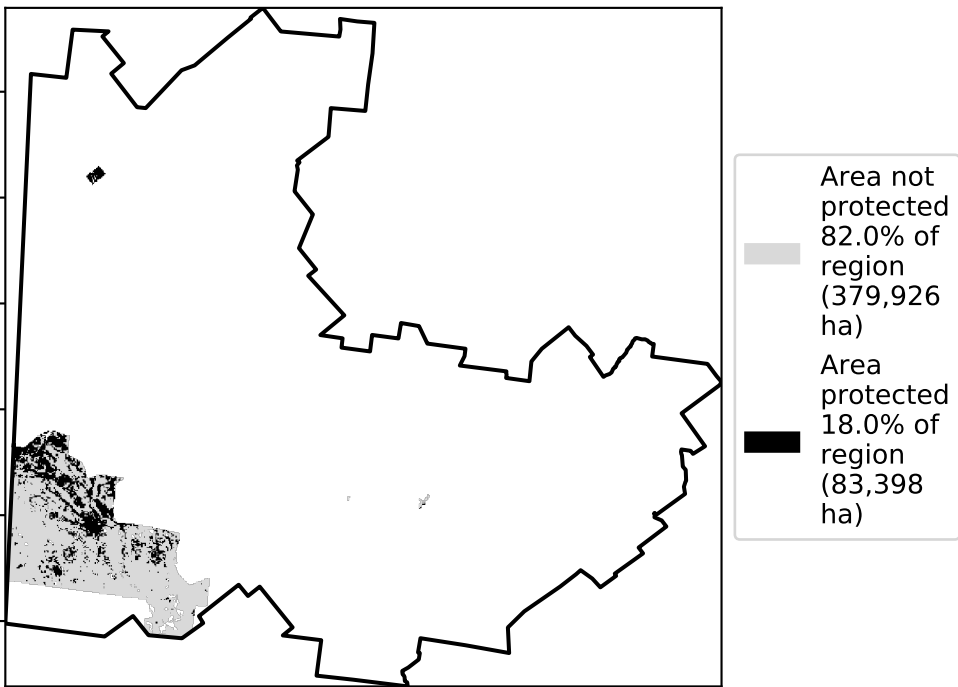 Area not
protected
82.0% of
region
(379,926
ha)
Area
protected
18.0% of
region
(83,398
ha)